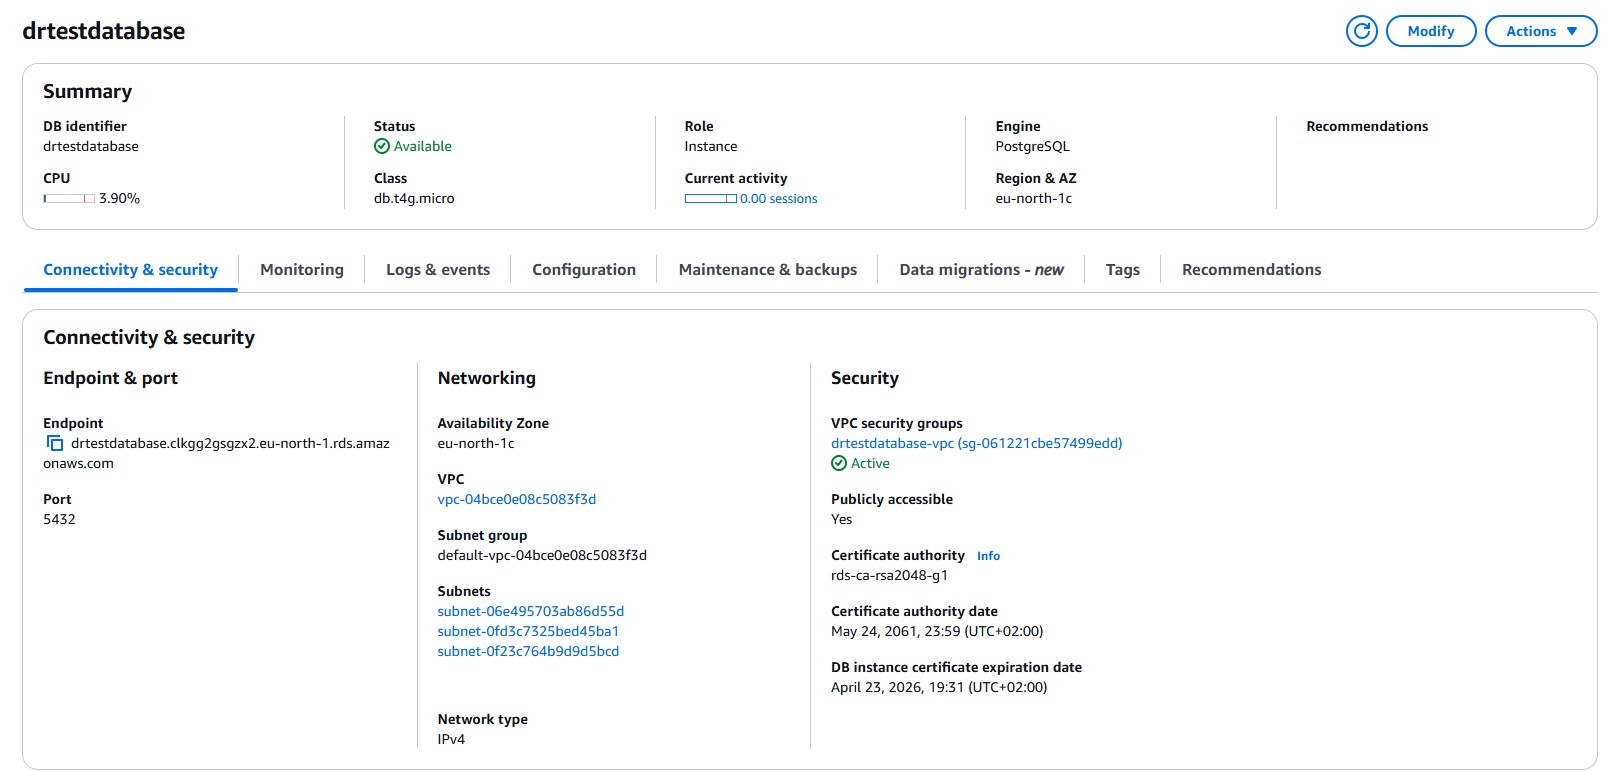 drtestdatabase
Modify
Actions
Summary
DB identifier
drtestdatabase
Status
Available
Role
Instance
Engine
PostgreSQL
Recommendations
CPU
3.90%
Class
db.t4g.micro
Current activity
0.00 sessions
Region & AZ
eu-north-1c
Connectivity & security
Monitoring
Logs & events
Configuration
Maintenance & backups
Data migrations - new
Tags
Recommendations
Connectivity & security
Endpoint & port
Endpoint
drtestdatabase.clkgg2gsgzx2.eu-north-1.rds.amaz
onaws.com
Port
5432
Networking
Availability Zone
eu-north-1c
VPC
vpc-04bce0e08c5083f3d
Subnet group
default-vpc-04bce0e08c5083f3d
Subnets
subnet-06e495703ab86d55d
subnet-0fd3c7325bed45ba1
subnet-0f23c764b9d9d5bcd
Network type
IPv4
Security
VPC security groups
drtestdatabase-vpc (sg-061221cbe57499edd)
Active
Publicly accessible
Yes
Certificate authority Info
rds-ca-rsa2048-g1
Certificate authority date
May 24, 2061, 23:59 (UTC+02:00)
DB instance certificate expiration date
April 23, 2026, 19:31 (UTC+02:00)